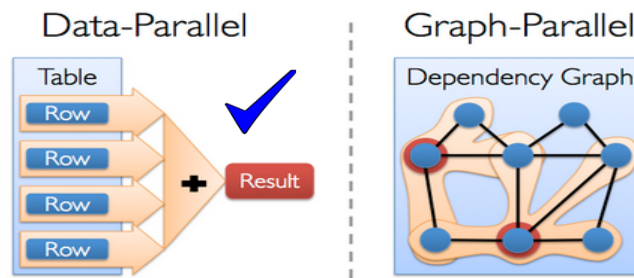 Data-Parallel
Table
Row
Row
Row
Row
+
Result
Graph-Parallel
Dependency Graph